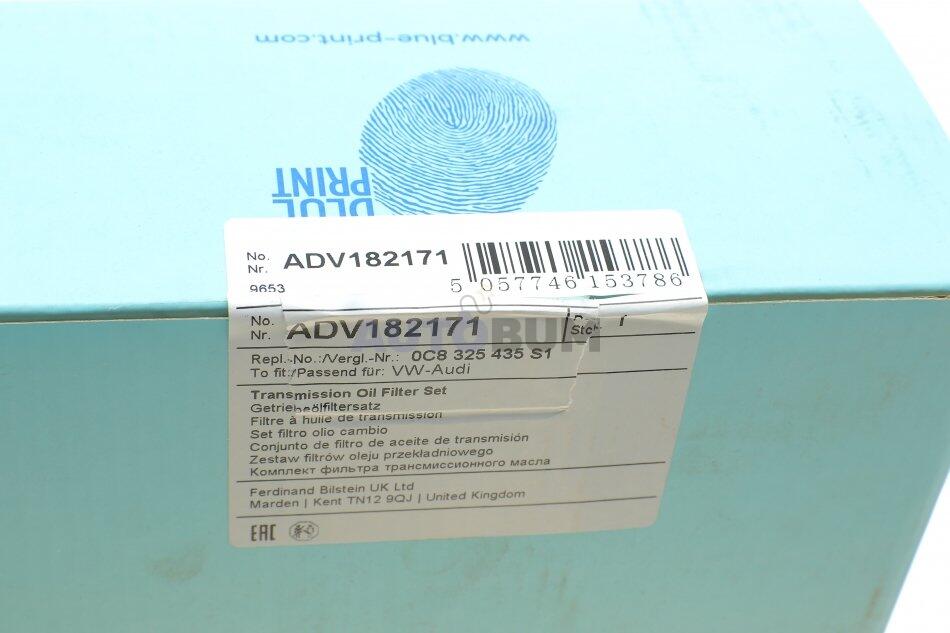 www.blue-print.com
BLUE
PRINT
No.
Nr. ADV182171
9653
5 057746 153786
No.
Nr. ADV182171
AUTOBUM
Repl.-No.:/Vergl.-Nr.: 0C8 325 435 S1
To fit:/Passend für: VW-Audi
Transmission Oil Filter Set
Getriebeölfiltersatz
Filtre à huile de transmission
Set filtro olio cambio
Conjunto de filtro de aceite de transmisión
Zestaw filtrów oleju przekładniowego
Комплект фильтра трансмиссионного масла
Ferdinand Bilstein UK Ltd
Marden | Kent TN12 9QJ | United Kingdom
EAC